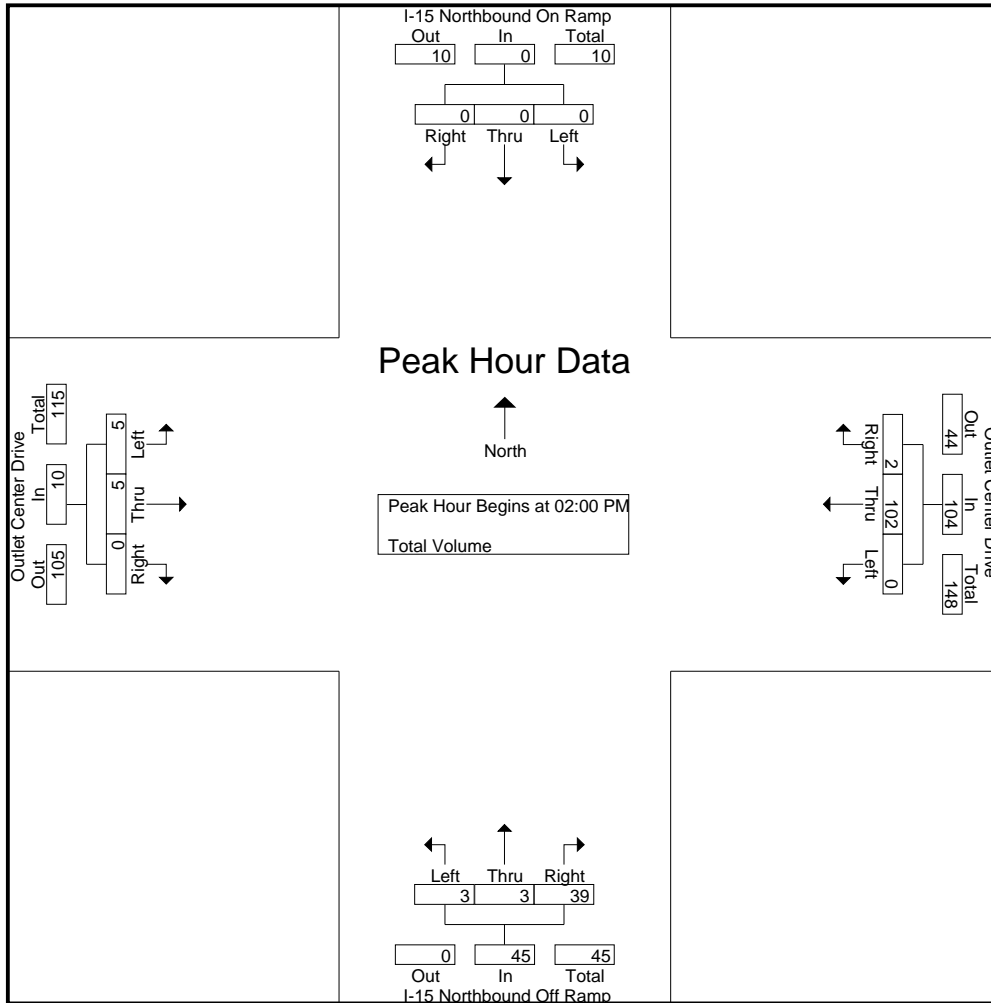 I-15 Northbound On Ramp
Out In Total
10 0 10
0 0 0
Right Thru Left
Peak Hour Data
North
Peak Hour Begins at 02:00 PM
Total Volume
Outlet Center Drive
Total In Out
115 10 105
5 5 0
Left Thru Right
Right Thru Left
2 102 0
44 104 148
Out In Total
Outlet Center Drive
Left Thru Right
3 3 39
0 45 45
Out In Total
I-15 Northbound Off Ramp